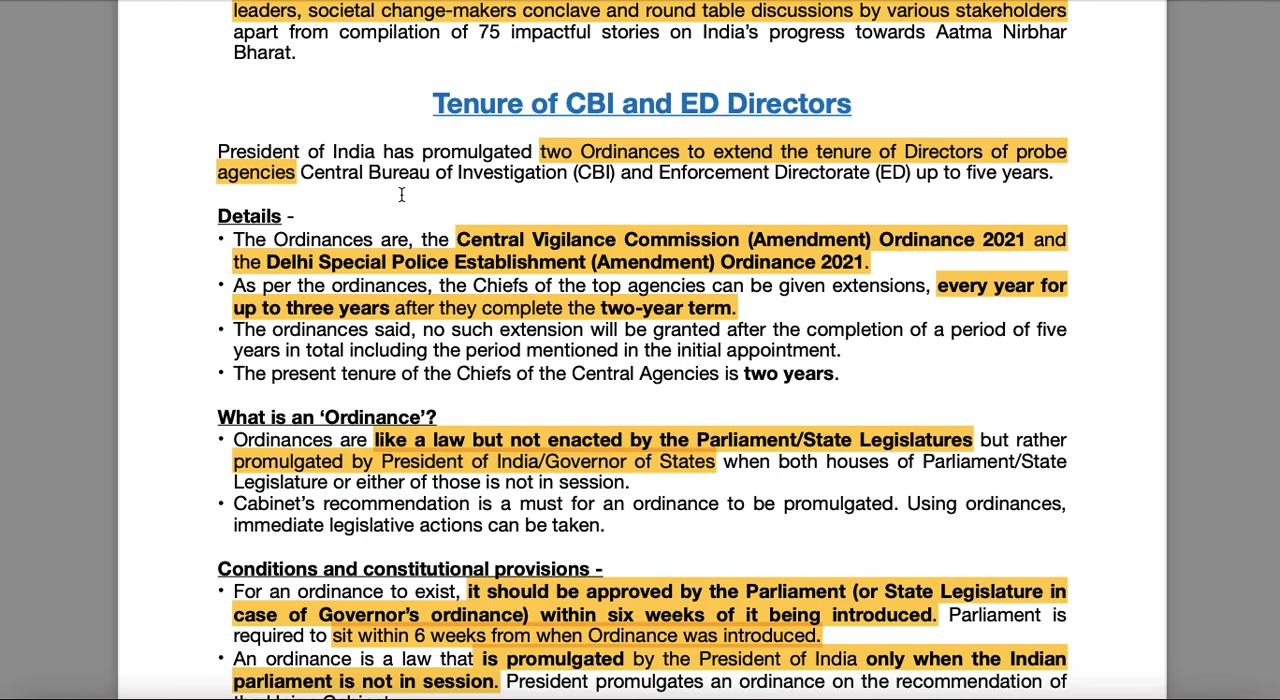 leaders, societal change-makers conclave and round table discussions by various stakeholders
apart from compilation of 75 impactful stories on India's progress towards Aatma Nirbhar
Bharat.
Tenure of CBI and ED Directors
President of India has promulgated two Ordinances to extend the tenure of Directors of probe
agencies Central Bureau of Investigation (CBI) and Enforcement Directorate (ED) up to five years.
Details -
• The Ordinances are, the Central Vigilance Commission (Amendment) Ordinance 2021 and
the Delhi Special Police Establishment (Amendment) Ordinance 2021.
• As per the ordinances, the Chiefs of the top agencies can be given extensions, every year for
up to three years after they complete the two-year term.
• The ordinances said, no such extension will be granted after the completion of a period of five
years in total including the period mentioned in the initial appointment.
• The present tenure of the Chiefs of the Central Agencies is two years.
What is an 'Ordinance'?
• Ordinances are like a law but not enacted by the Parliament/State Legislatures but rather
promulgated by President of India/Governor of States when both houses of Parliament/State
Legislature or either of those is not in session.
• Cabinet's recommendation is a must for an ordinance to be promulgated. Using ordinances,
immediate legislative actions can be taken.
Conditions and constitutional provisions -
• For an ordinance to exist, it should be approved by the Parliament (or State Legislature in
case of Governor's ordinance) within six weeks of it being introduced. Parliament is
required to sit within 6 weeks from when Ordinance was introduced.
• An ordinance is a law that is promulgated by the President of India only when the Indian
parliament is not in session. President promulgates an ordinance on the recommendation of